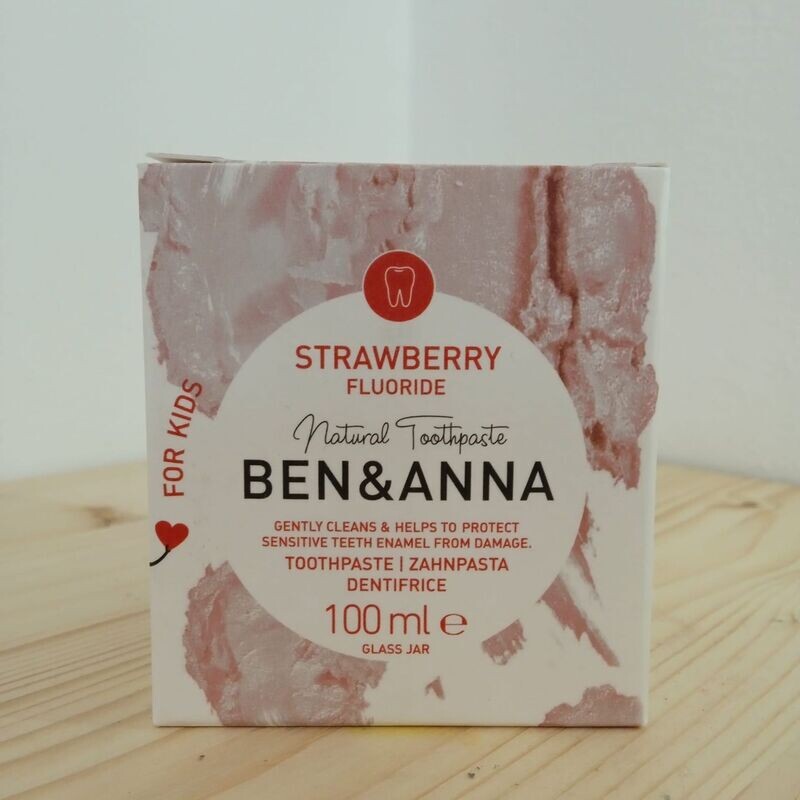 STRAWBERRY
FLUORIDE
Natural Toothpaste
BEN&ANNA
GENTLY CLEANS & HELPS TO PROTECT
SENSITIVE TEETH ENAMEL FROM DAMAGE.
TOOTHPASTE | ZAHNPASTA
DENTIFRICE
100 ml ℮
GLASS JAR
FOR KIDS